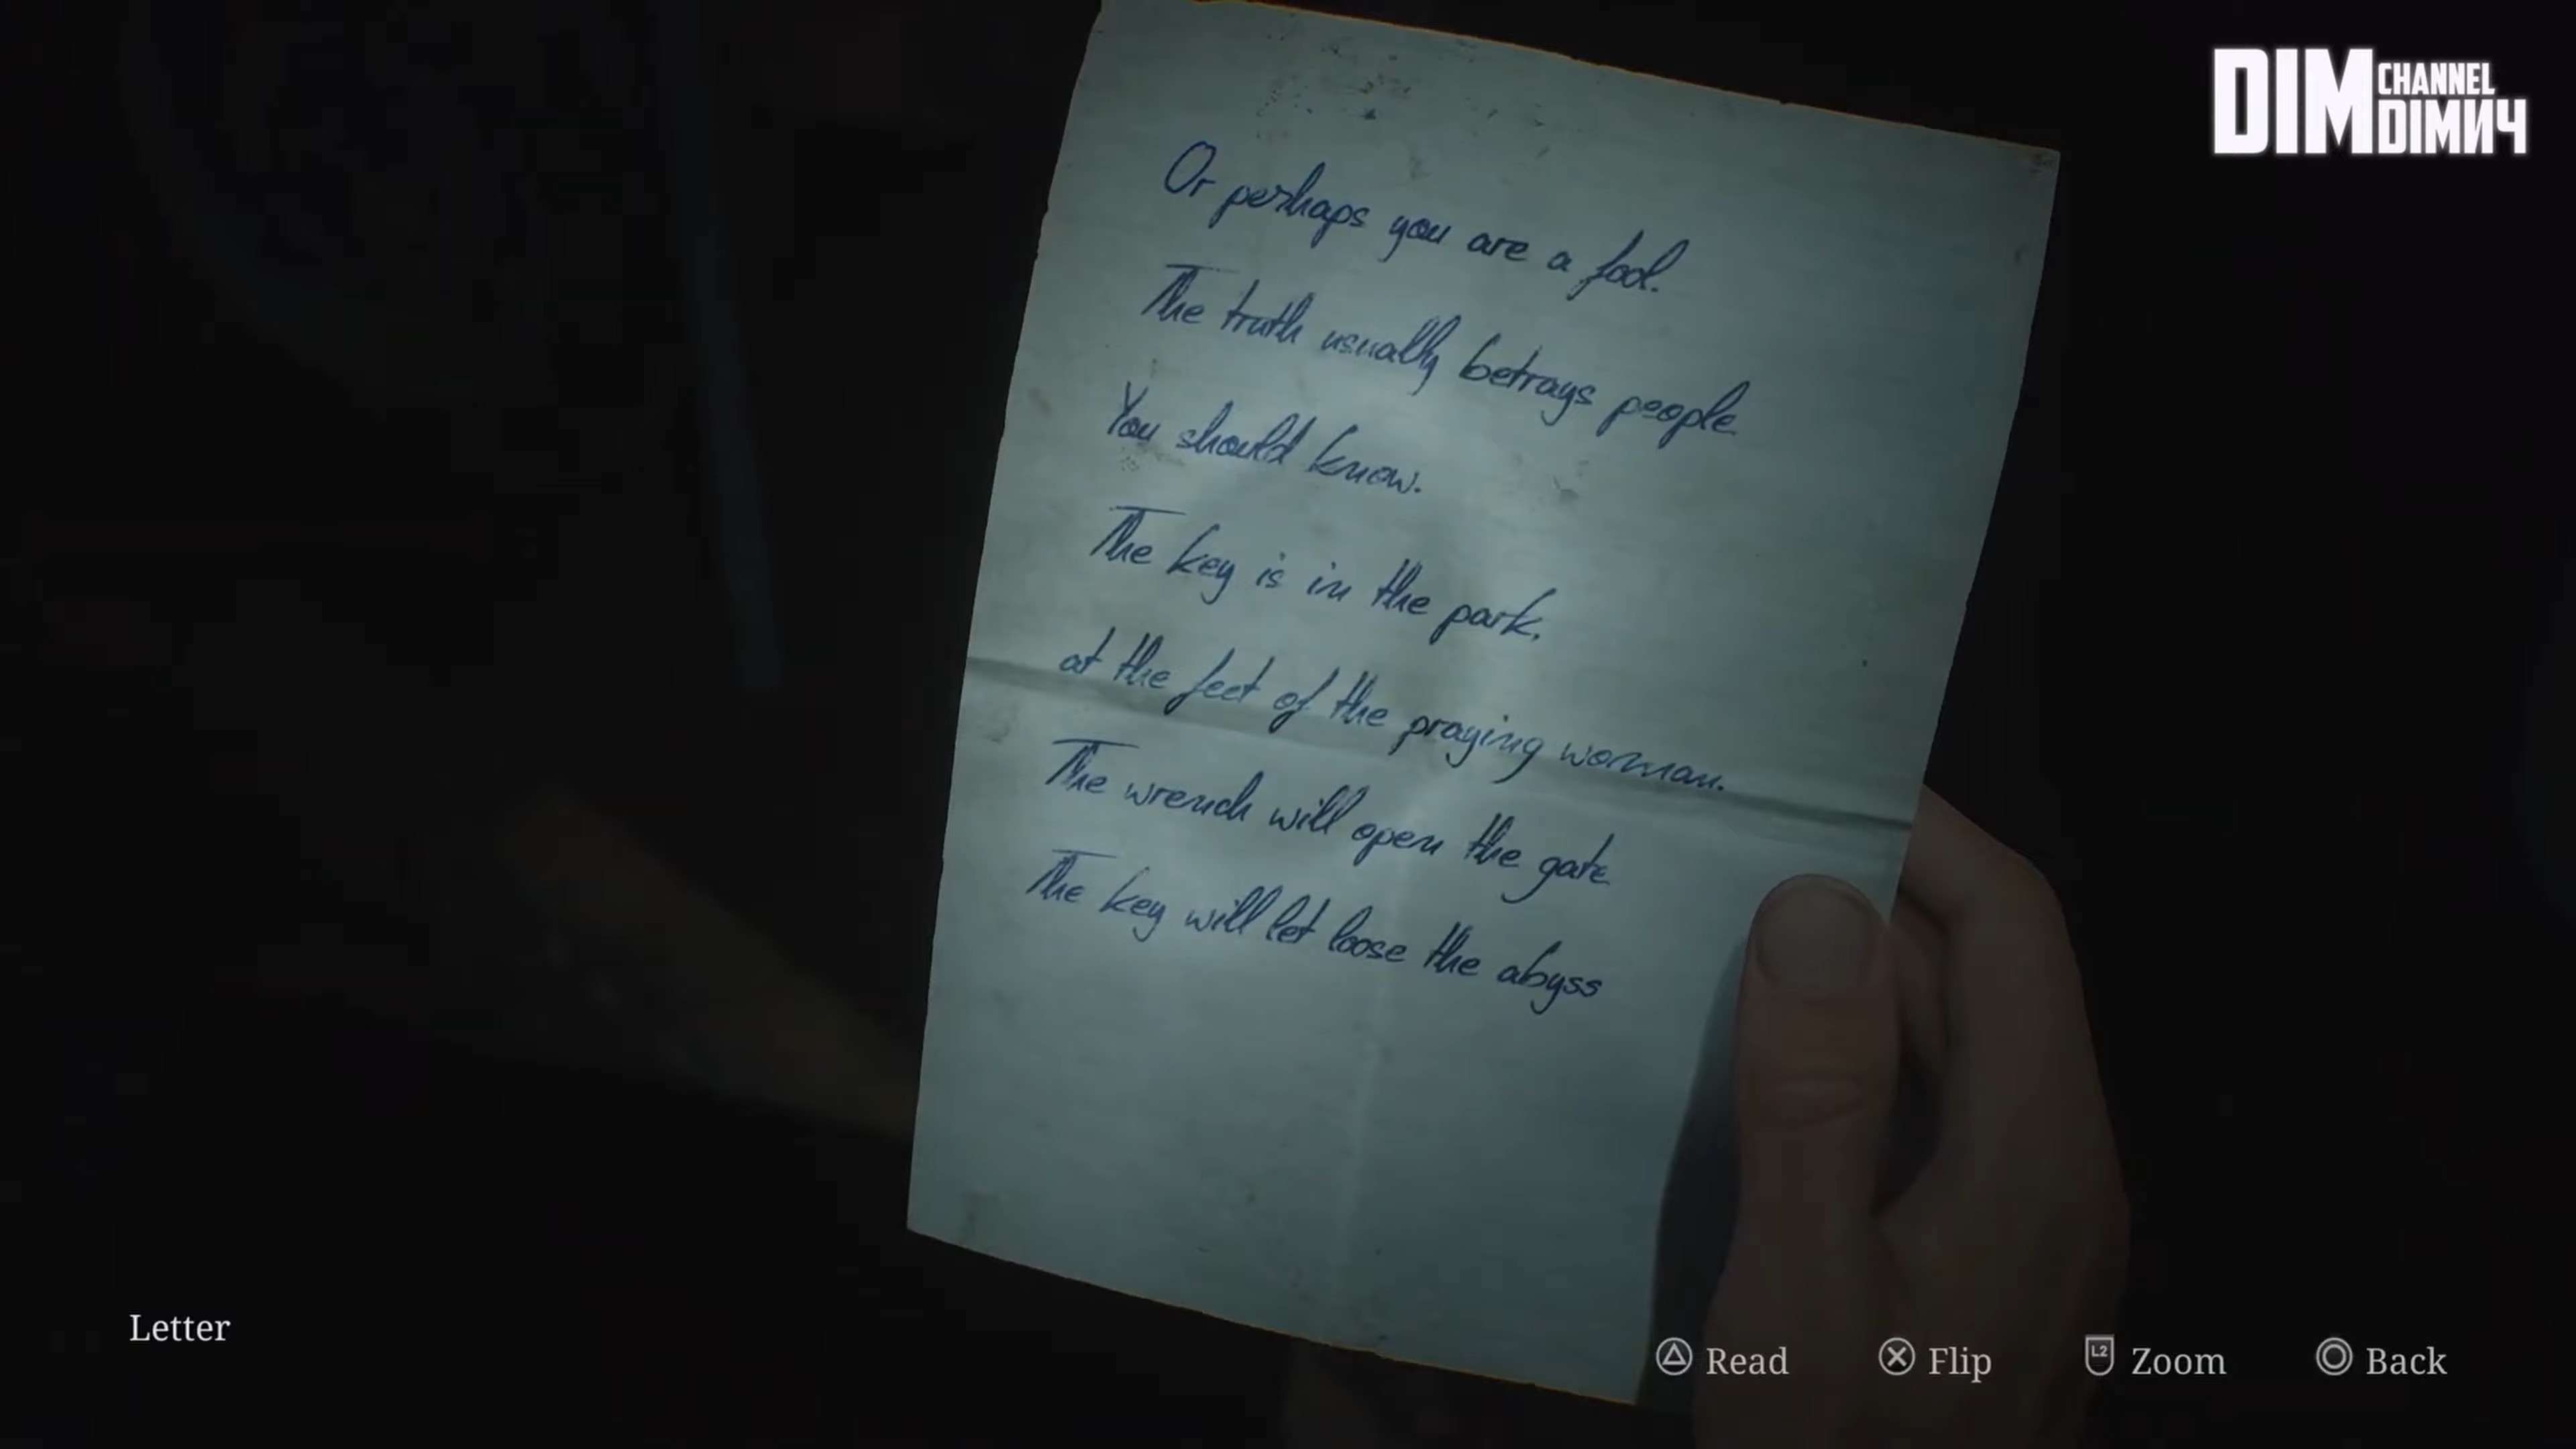 DIM CHANNEL DIMИЧ
Or perhaps you are a fool.
The truth usually betrays people.
You should know.
The key is in the park,
at the feet of the praying woman.
The wrench will open the gate.
The key will let loose the abyss
Letter
Read Flip L2 Zoom Back